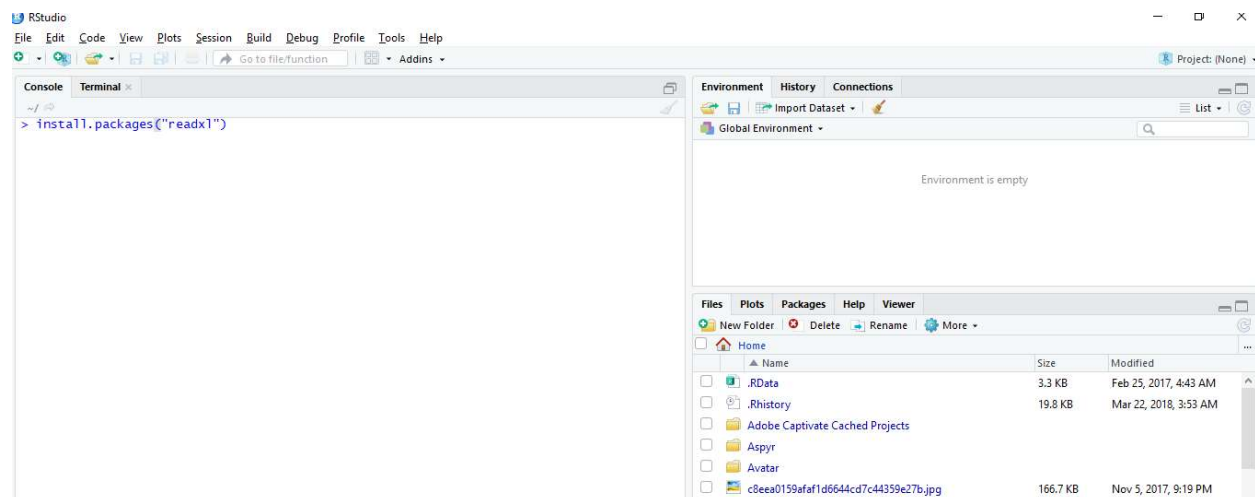 RStudio
File Edit Code View Plots Session Build Debug Profile Tools Help
Go to file/function Addins Project: (None)
Console Terminal
~/
> install.packages("readxl")
Environment History Connections
Import Dataset List
Global Environment
Environment is empty
Files Plots Packages Help Viewer
New Folder Delete Rename More
Home ...
Name Size Modified
.RData 3.3 KB Feb 25, 2017, 4:43 AM
.Rhistory 19.8 KB Mar 22, 2018, 3:53 AM
Adobe Captivate Cached Projects
Aspyr
Avatar
c8eea0159afaf1d6644cd7c44359e27b.jpg 166.7 KB Nov 5, 2017, 9:19 PM